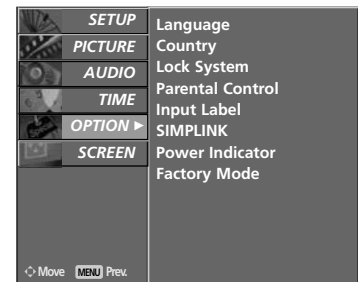 SETUP
PICTURE
AUDIO
TIME
OPTION ►
SCREEN
Move MENU Prev.
Language
Country
Lock System
Parental Control
Input Label
SIMPLINK
Power Indicator
Factory Mode